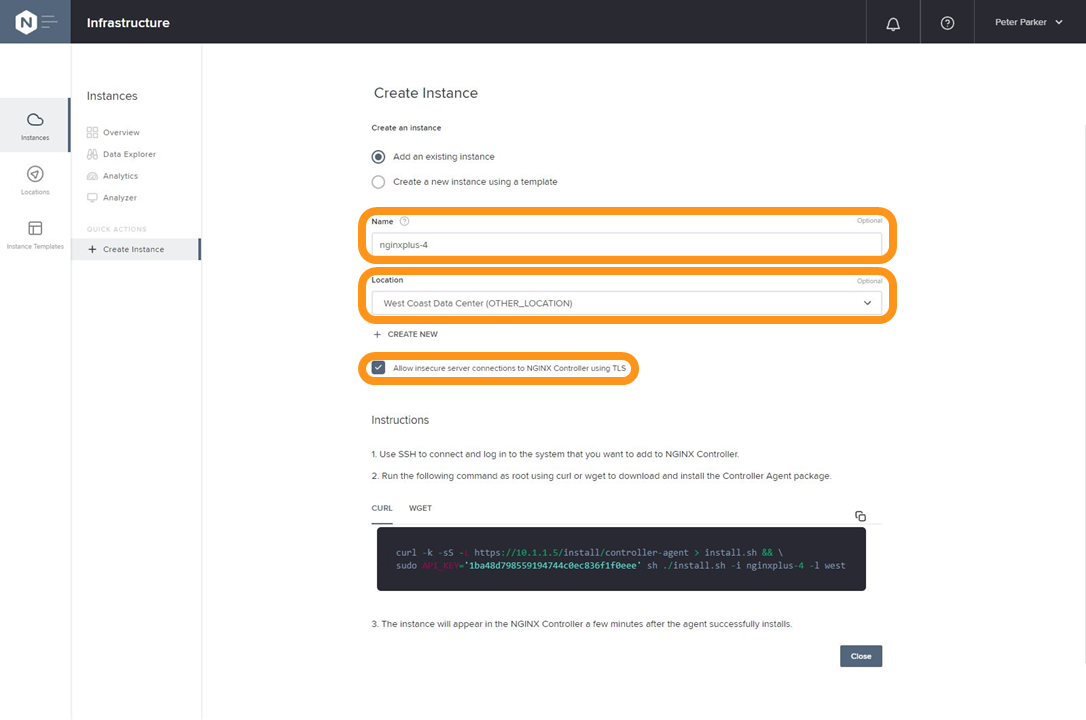 N
Infrastructure
Peter Parker
Instances
Locations
Instance Templates
Instances
Overview
Data Explorer
Analytics
Analyzer
QUICK ACTIONS
+ Create Instance
Create Instance
Create an instance
Add an existing instance
Create a new instance using a template
Name ? Optional
nginxplus-4
Location Optional
West Coast Data Center (OTHER_LOCATION)
+ CREATE NEW
Allow insecure server connections to NGINX Controller using TLS
Instructions
1. Use SSH to connect and log in to the system that you want to add to NGINX Controller.
2. Run the following command as root using curl or wget to download and install the Controller Agent package.
CURL WGET
curl -k -sS -L https://10.1.1.5/install/controller-agent > install.sh && \
sudo API_KEY='1ba48d798559194744c0ec836f1f0eee' sh ./install.sh -i nginxplus-4 -l west
3. The instance will appear in the NGINX Controller a few minutes after the agent successfully installs.
Close